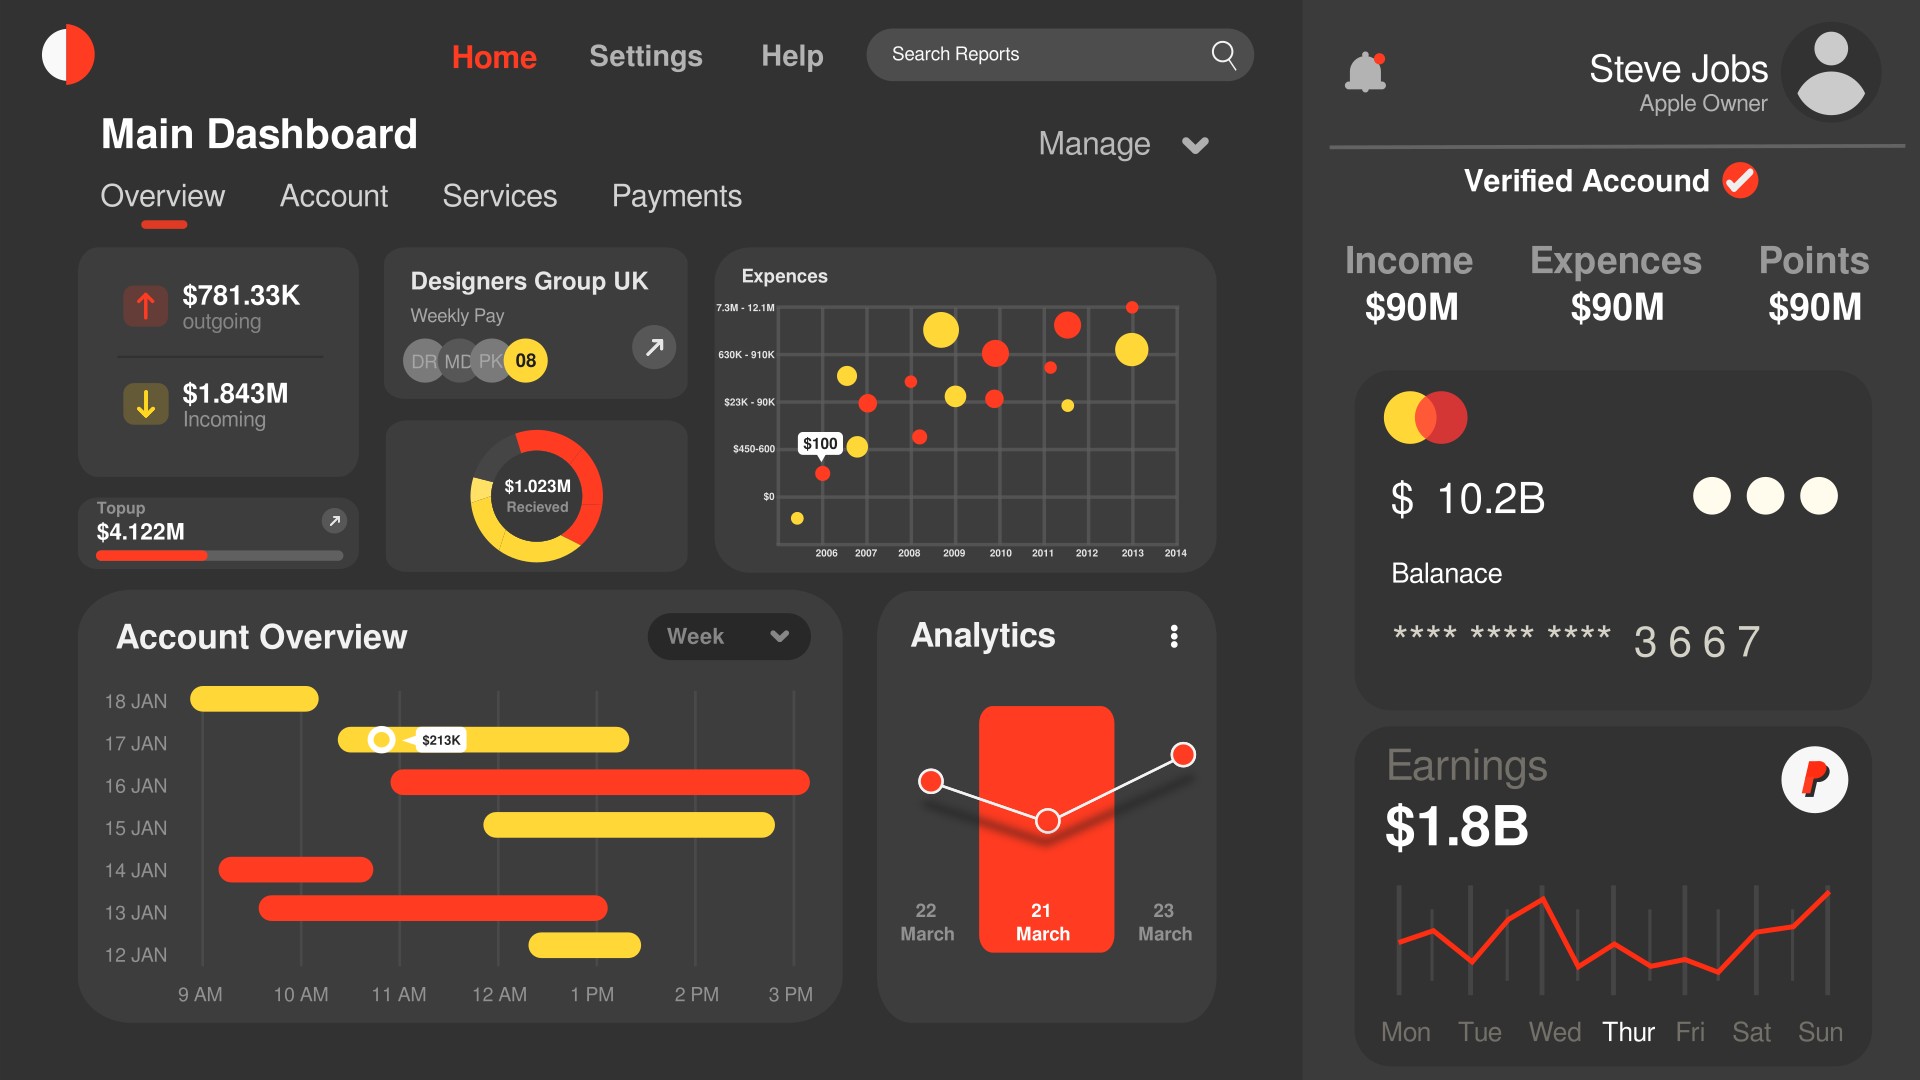 Home
Settings
Help
Search Reports
Steve Jobs
Apple Owner
Main Dashboard
Manage
Overview
Account
Services
Payments
Verified Accound
Income
Expences
Points
$90M
$90M
$90M
$781.33K
outgoing
$1.843M
Incoming
Topup
$4.122M
Designers Group UK
Weekly Pay
DR
MD
PK
08
$1.023M
Recieved
Expences
7.3M - 12.1M
630K - 910K
$23K - 90K
$450-600
$0
$100
2006 2007 2008 2009 2010 2011 2012 2013 2014
$ 10.2B
Balanace
**** **** **** 3667
Account Overview
Week
18 JAN
17 JAN
$213K
16 JAN
15 JAN
14 JAN
13 JAN
12 JAN
9 AM 10 AM 11 AM 12 AM 1 PM 2 PM 3 PM
Analytics
22
March
21
March
23
March
Earnings
P
$1.8B
Mon Tue Wed Thur Fri Sat Sun